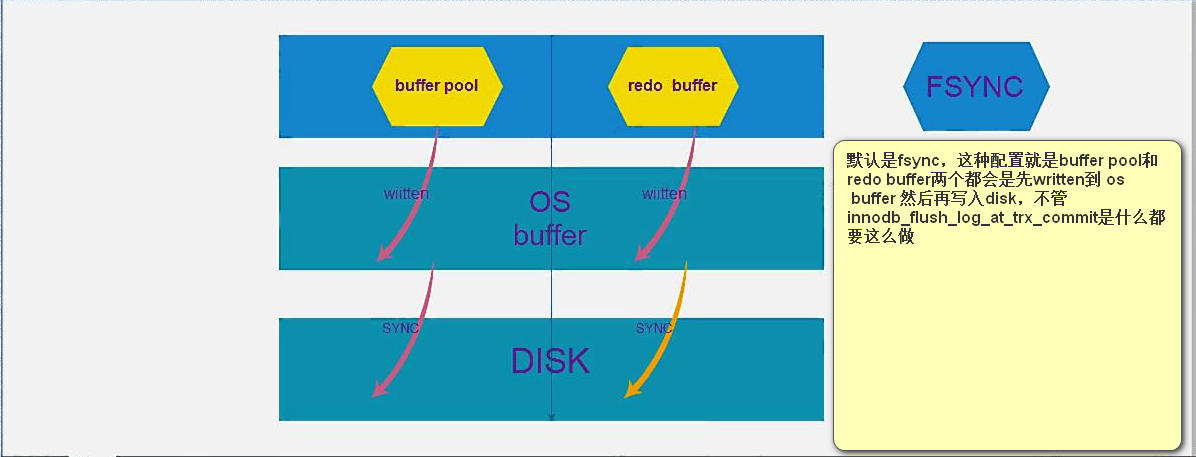 buffer pool
redo buffer
FSYNC
wiitten
wiitten
OS
buffer
SYNC
SYNC
DISK
默认是fsync，这种配置就是buffer pool和
redo buffer两个都会是先written到 os
buffer 然后再写入disk，不管
innodb_flush_log_at_trx_commit是什么都
要这么做